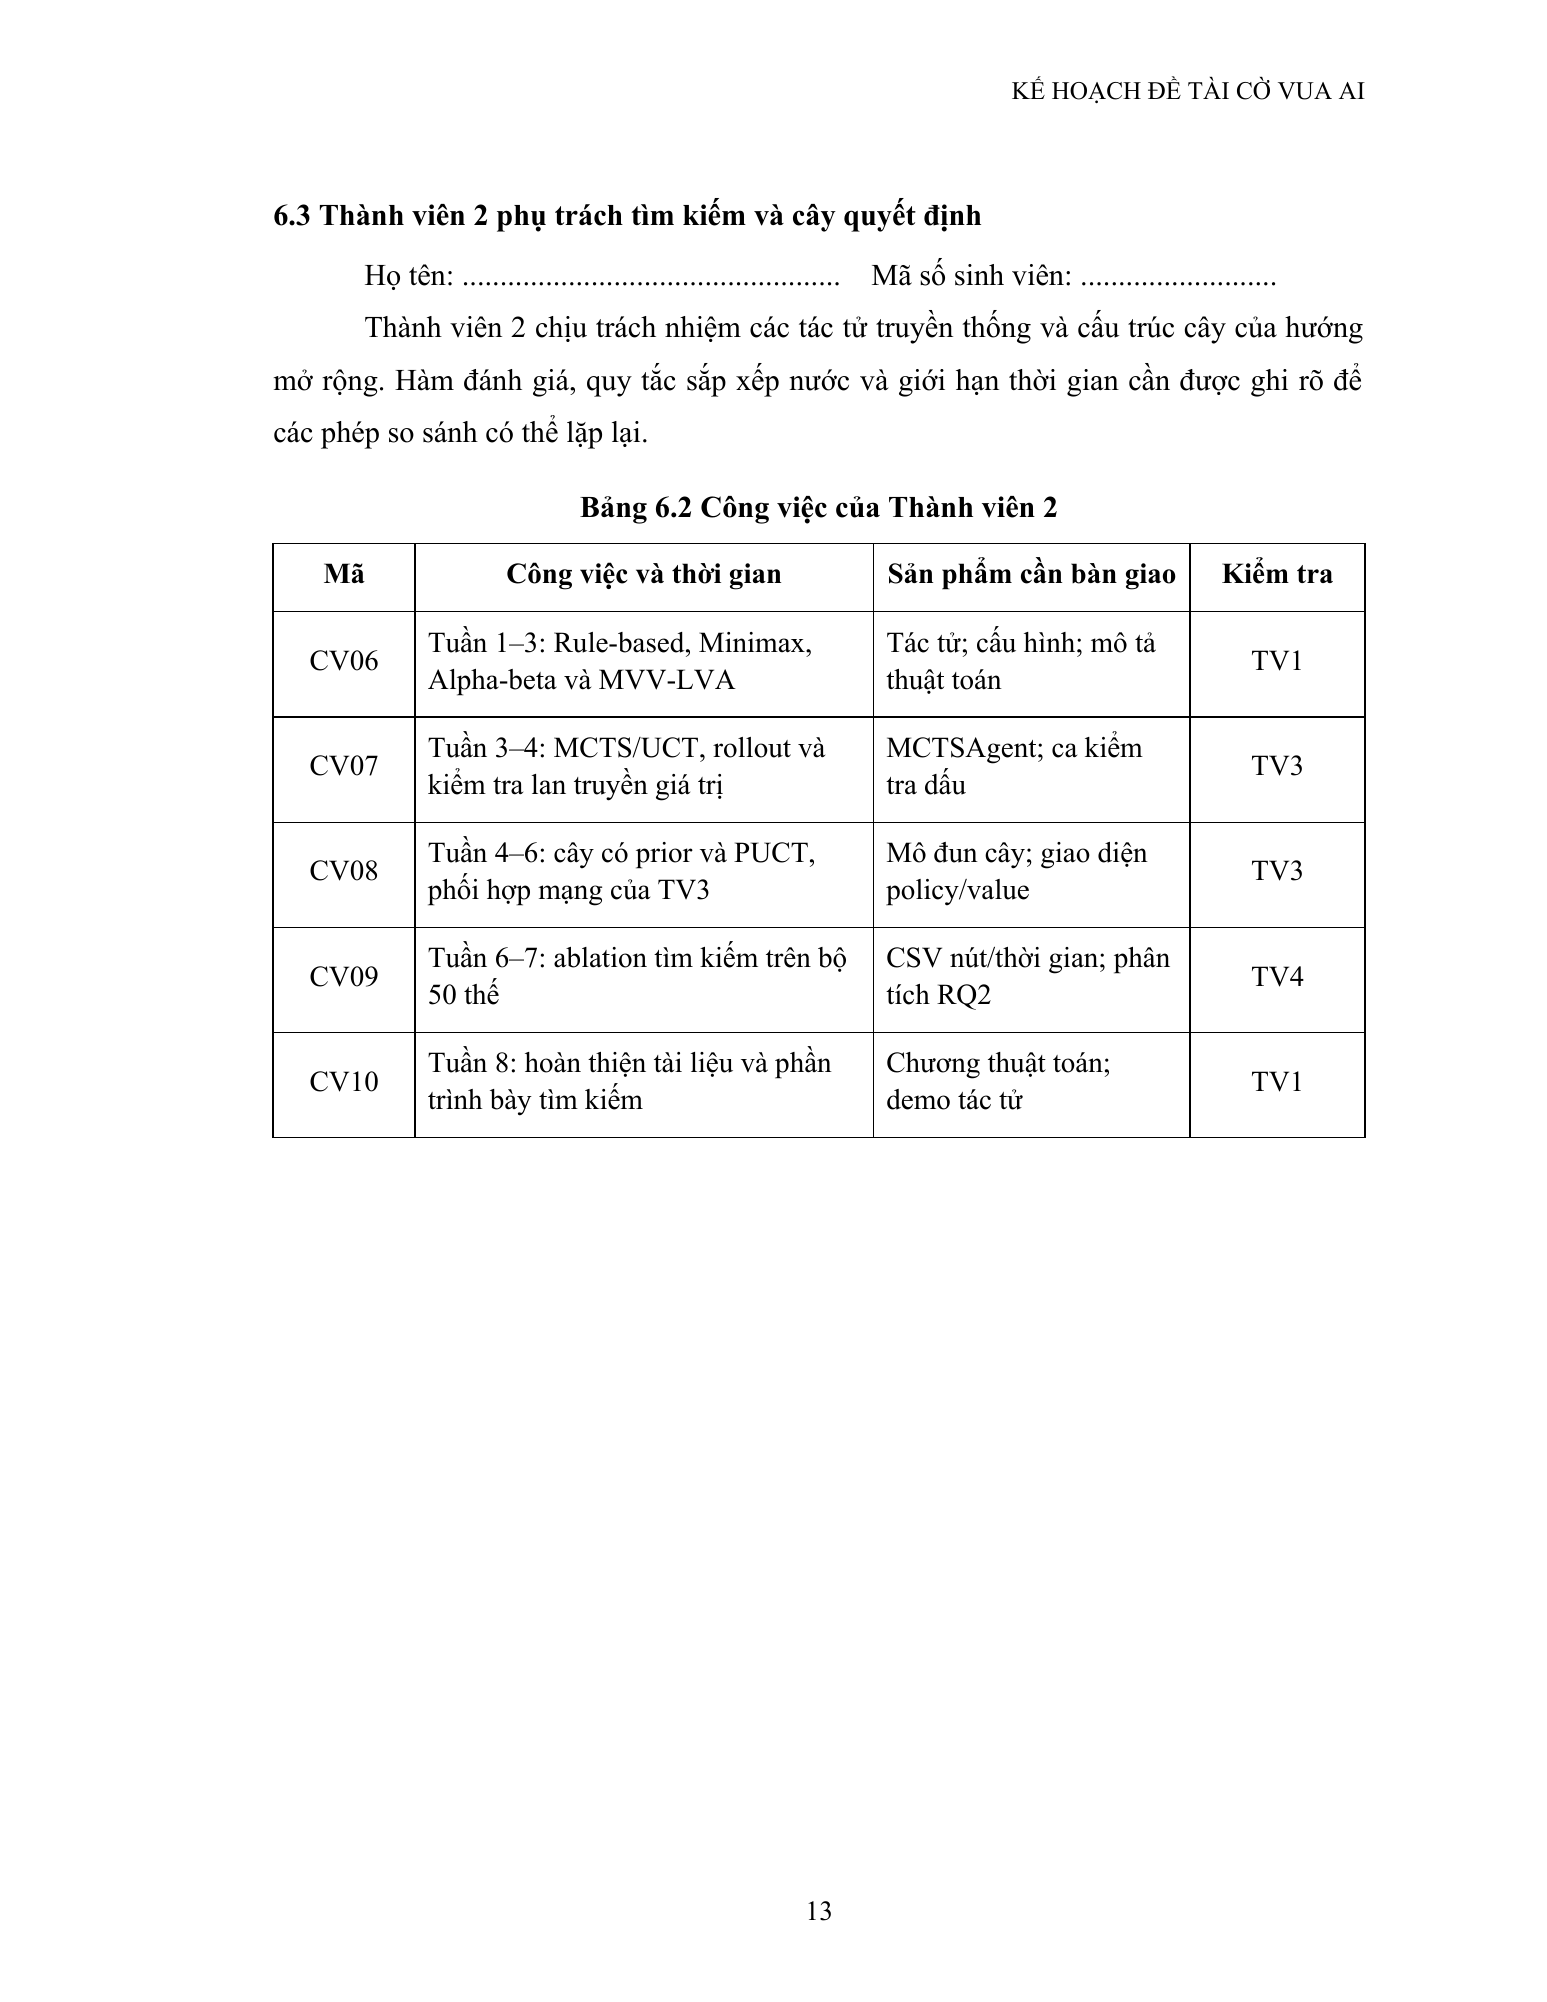 KẾ HOẠCH ĐỀ TÀI CỜ VUA AI
6.3 Thành viên 2 phụ trách tìm kiếm và cây quyết định
Họ tên: .................................................. Mã số sinh viên: ..........................
Thành viên 2 chịu trách nhiệm các tác tử truyền thống và cấu trúc cây của hướng
mở rộng. Hàm đánh giá, quy tắc sắp xếp nước và giới hạn thời gian cần được ghi rõ để
các phép so sánh có thể lặp lại.
Bảng 6.2 Công việc của Thành viên 2
Mã Công việc và thời gian Sản phẩm cần bàn giao Kiểm tra
CV06 Tuần 1–3: Rule-based, Minimax, Tác tử; cấu hình; mô tả TV1
Alpha-beta và MVV-LVA thuật toán
CV07 Tuần 3–4: MCTS/UCT, rollout và MCTSAgent; ca kiểm TV3
kiểm tra lan truyền giá trị tra dấu
CV08 Tuần 4–6: cây có prior và PUCT, Mô đun cây; giao diện TV3
phối hợp mạng của TV3 policy/value
CV09 Tuần 6–7: ablation tìm kiếm trên bộ CSV nút/thời gian; phân TV4
50 thế tích RQ2
CV10 Tuần 8: hoàn thiện tài liệu và phần Chương thuật toán; TV1
trình bày tìm kiếm demo tác tử
13